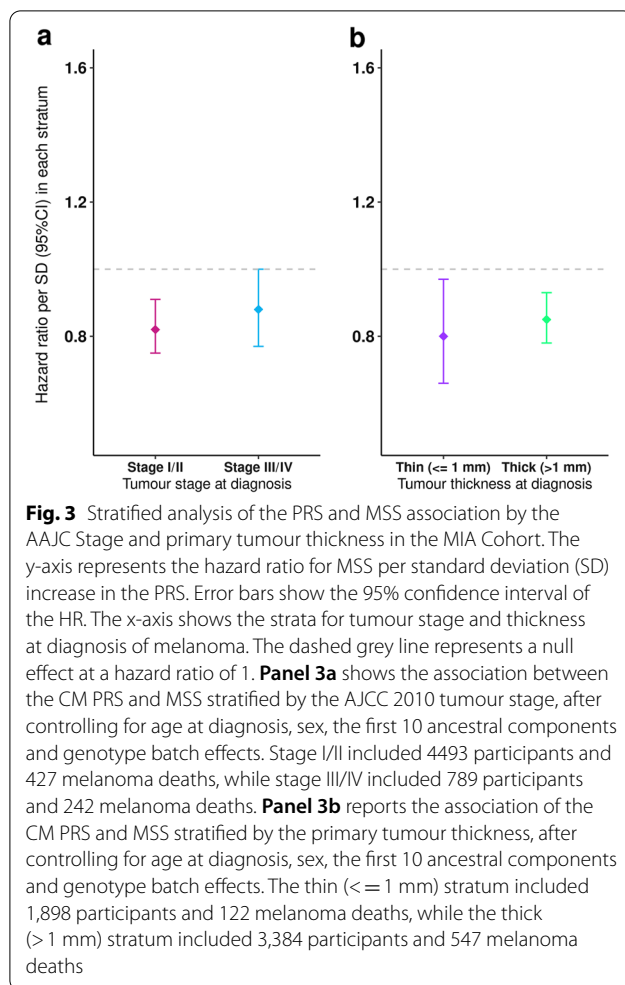 a
b
Hazard ratio per SD (95%CI) in each stratum
1.6
1.2
0.8
1.6
1.2
0.8
Stage I/II
Stage III/IV
Tumour stage at diagnosis
Thin (<= 1 mm)
Thick (>1 mm)
Tumour thickness at diagnosis
Fig. 3 Stratified analysis of the PRS and MSS association by the
AAJC Stage and primary tumour thickness in the MIA Cohort. The
y-axis represents the hazard ratio for MSS per standard deviation (SD)
increase in the PRS. Error bars show the 95% confidence interval of
the HR. The x-axis shows the strata for tumour stage and thickness
at diagnosis of melanoma. The dashed grey line represents a null
effect at a hazard ratio of 1. Panel 3a shows the association between
the CM PRS and MSS stratified by the AJCC 2010 tumour stage, after
controlling for age at diagnosis, sex, the first 10 ancestral components
and genotype batch effects. Stage I/II included 4493 participants and
427 melanoma deaths, while stage III/IV included 789 participants
and 242 melanoma deaths. Panel 3b reports the association of the
CM PRS and MSS stratified by the primary tumour thickness, after
controlling for age at diagnosis, sex, the first 10 ancestral components
and genotype batch effects. The thin (< = 1 mm) stratum included
1,898 participants and 122 melanoma deaths, while the thick
(> 1 mm) stratum included 3,384 participants and 547 melanoma
deaths